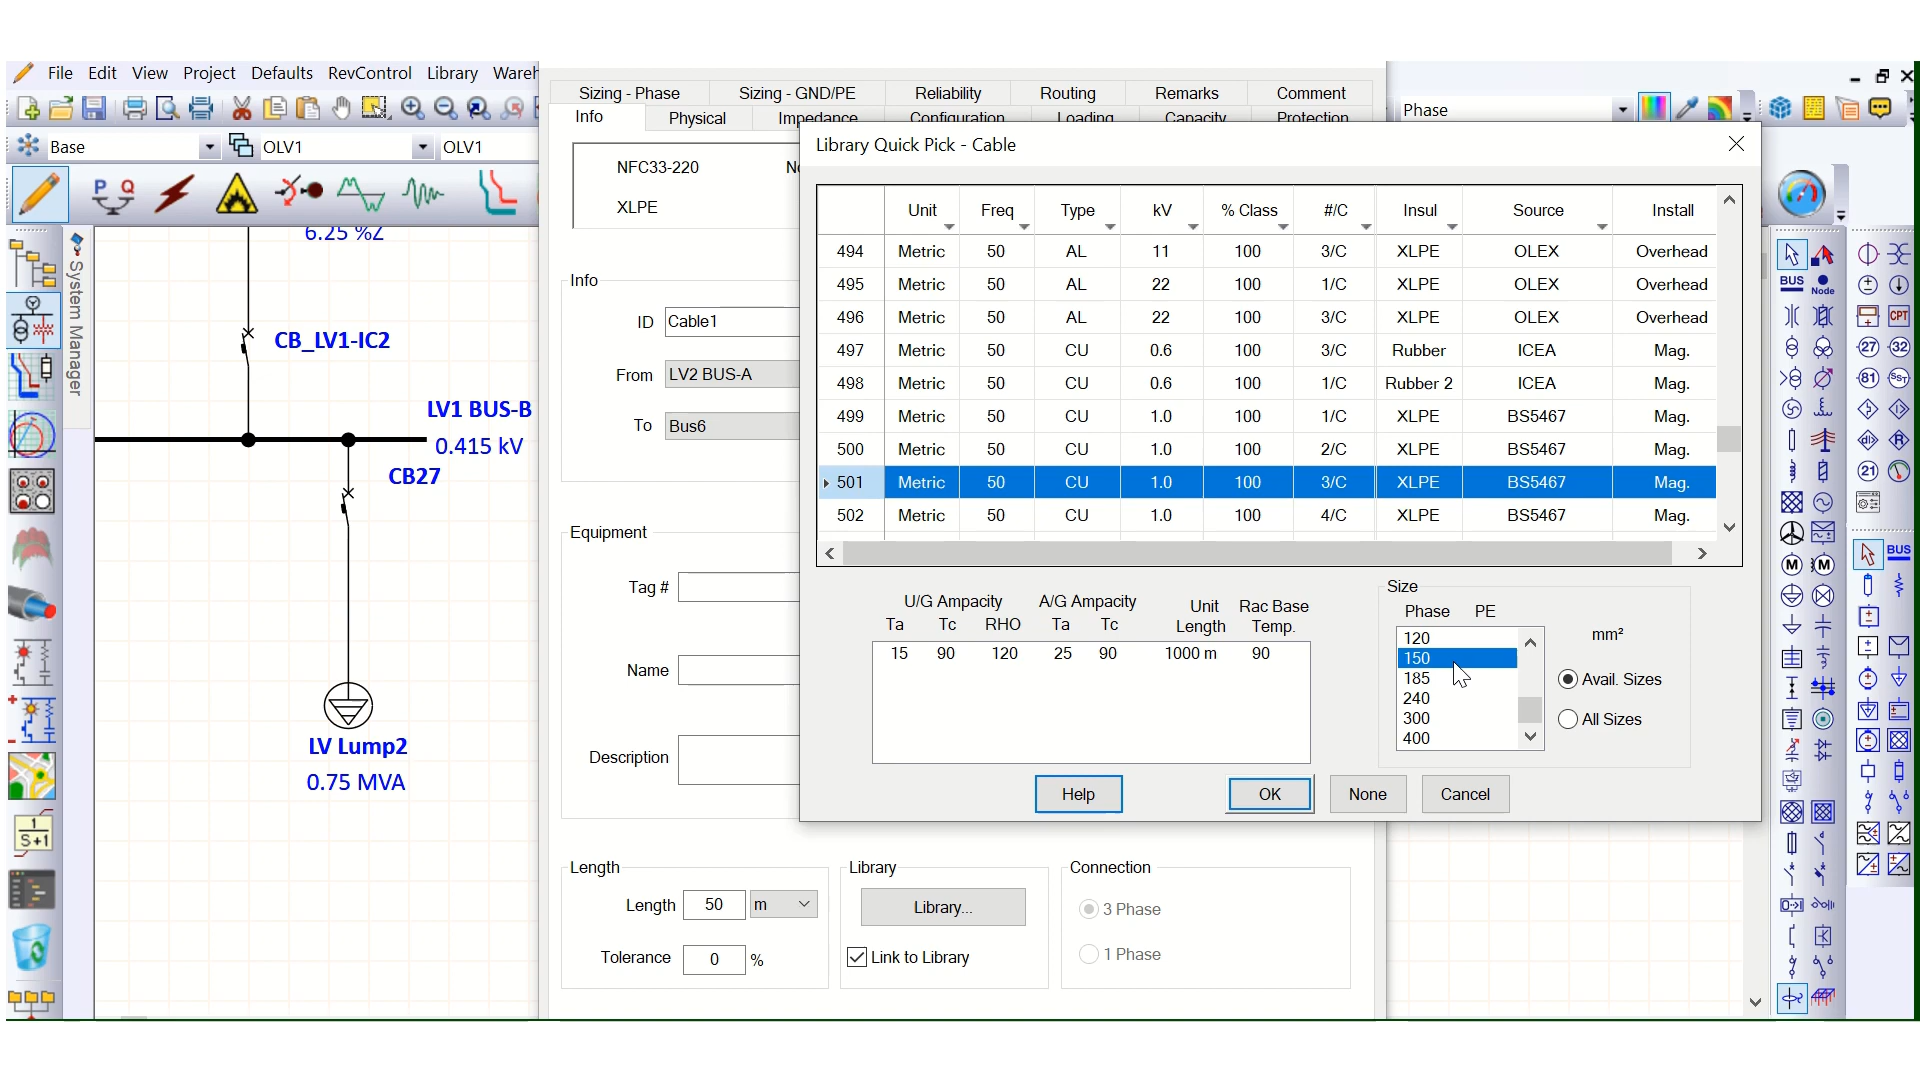 File Edit View Project Defaults RevControl Library Wareh
Base OLV1 OLV1
P Q
System Manager
6.25 %Z
CB_LV1-IC2
LV1 BUS-B
0.415 kV
CB27
LV Lump2
0.75 MVA
1
S+1
Sizing - Phase Sizing - GND/PE Reliability Routing Remarks Comment
Info Physical Impedance Configuration Loading Capacity Protection
NFC33-220
XLPE
Info
ID Cable1
From LV2 BUS-A
To Bus6
Equipment
Tag #
Name
Description
Length
Length 50 m
Tolerance 0 %
Library
Library...
Link to Library
Connection
3 Phase
1 Phase
Phase
Library Quick Pick - Cable
Unit Freq Type kV % Class #/C Insul Source Install
494 Metric 50 AL 11 100 3/C XLPE OLEX Overhead
495 Metric 50 AL 22 100 1/C XLPE OLEX Overhead
496 Metric 50 AL 22 100 3/C XLPE OLEX Overhead
497 Metric 50 CU 0.6 100 3/C Rubber ICEA Mag.
498 Metric 50 CU 0.6 100 1/C Rubber 2 ICEA Mag.
499 Metric 50 CU 1.0 100 1/C XLPE BS5467 Mag.
500 Metric 50 CU 1.0 100 2/C XLPE BS5467 Mag.
501 Metric 50 CU 1.0 100 3/C XLPE BS5467 Mag.
502 Metric 50 CU 1.0 100 4/C XLPE BS5467 Mag.
U/G Ampacity A/G Ampacity Unit Rac Base
Ta Tc RHO Ta Tc Length Temp.
15 90 120 25 90 1000 m 90
Size
Phase PE
120
150
185
240
300
400
mm²
Avail. Sizes
All Sizes
Help OK None Cancel
BUS Node
CPT
27 32
81 SST
R
21
M M
BUS